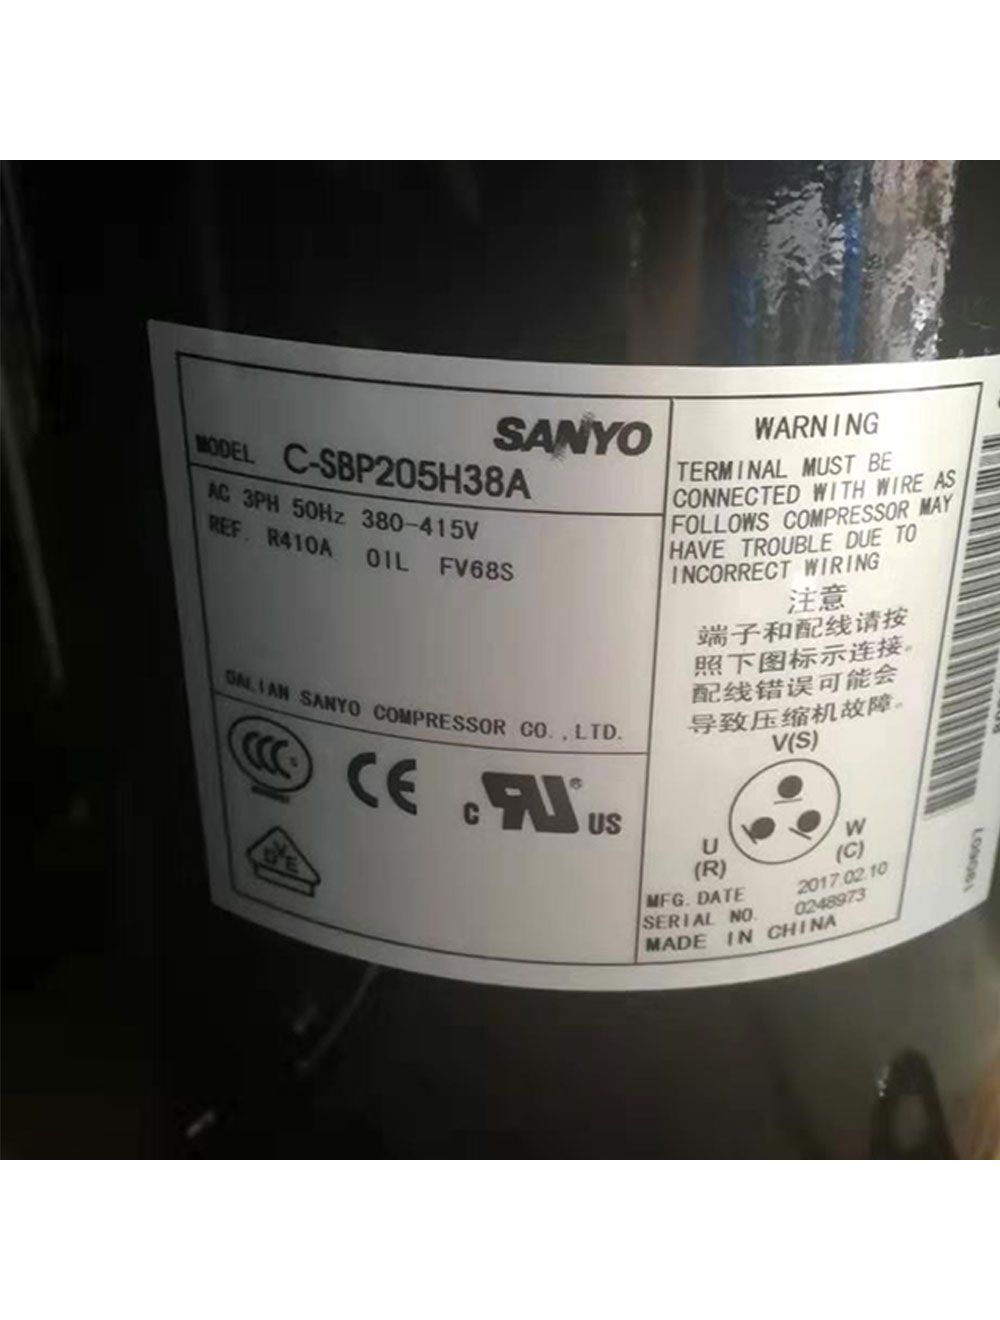 SANYO
MODEL C-SBP205H38A
AC 3PH 50Hz 380-415V
REF. R410A OIL FV68S
DALIAN SANYO COMPRESSOR CO.,LTD.
CCC CE C RU® US
DVE
WARNING
TERMINAL MUST BE
CONNECTED WITH WIRE AS
FOLLOWS COMPRESSOR MAY
HAVE TROUBLE DUE TO
INCORRECT WIRING
注意
端子和配线请按
照下图标示连接。
配线错误可能会
导致压缩机故障。
V(S)
U
(R)
W
(C)
MFG. DATE 2017.02.10
SERIAL NO. 0248973
MADE IN CHINA